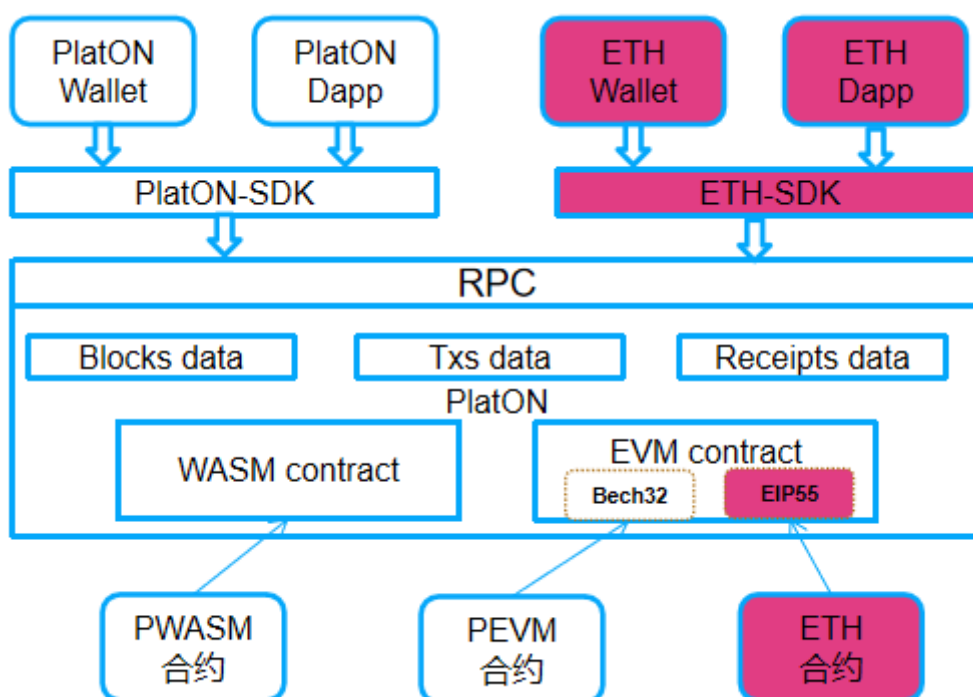 PlatON
Wallet
PlatON
Dapp
ETH
Wallet
ETH
Dapp
PlatON-SDK
ETH-SDK
RPC
Blocks data
Txs data
Receipts data
PlatON
WASM contract
EVM contract
Bech32
EIP55
PWASM
合约
PEVM
合约
ETH
合约